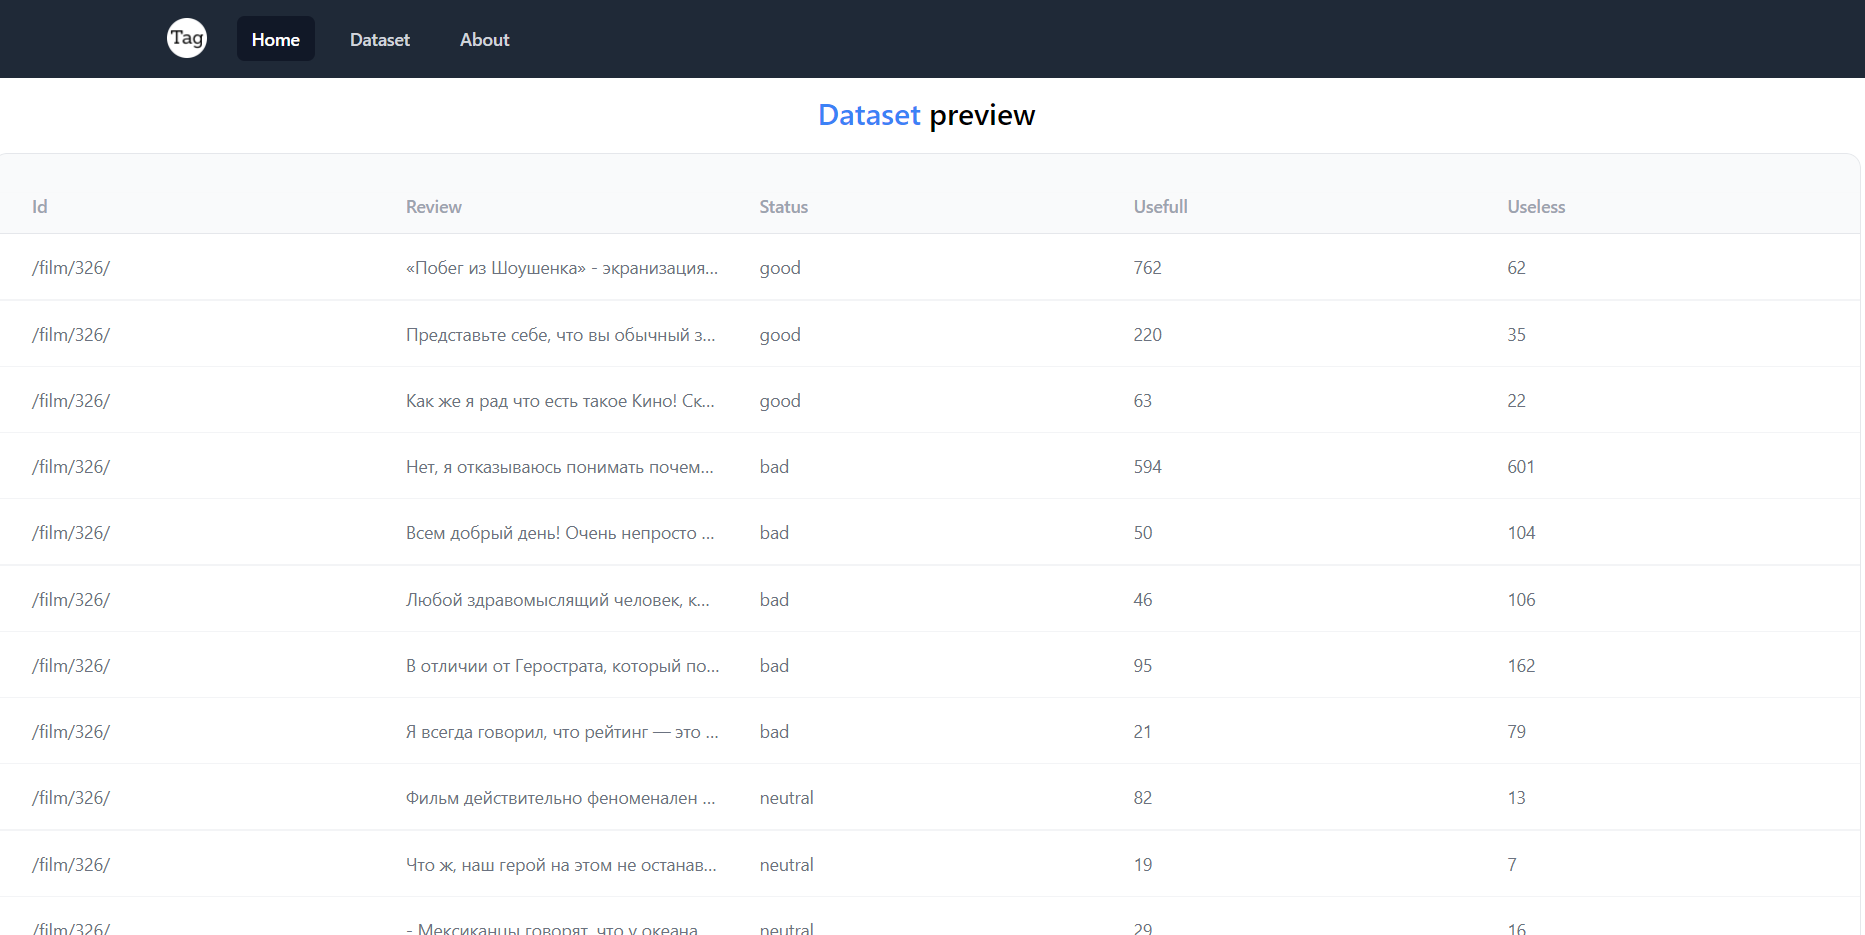 Tag Home Dataset About
Dataset preview
Id Review Status Usefull Useless
/film/326/ «Побег из Шоушенка» - экранизация... good 762 62
/film/326/ Представьте себе, что вы обычный з... good 220 35
/film/326/ Как же я рад что есть такое Кино! Ск... good 63 22
/film/326/ Нет, я отказываюсь понимать почем... bad 594 601
/film/326/ Всем добрый день! Очень непросто ... bad 50 104
/film/326/ Любой здравомыслящий человек, к... bad 46 106
/film/326/ В отличии от Герострата, который по... bad 95 162
/film/326/ Я всегда говорил, что рейтинг — это ... bad 21 79
/film/326/ Фильм действительно феноменален ... neutral 82 13
/film/326/ Что ж, наш герой на этом не останав... neutral 19 7
/film/326/ - Мексиканцы говорят, что у океана neutral 29 16